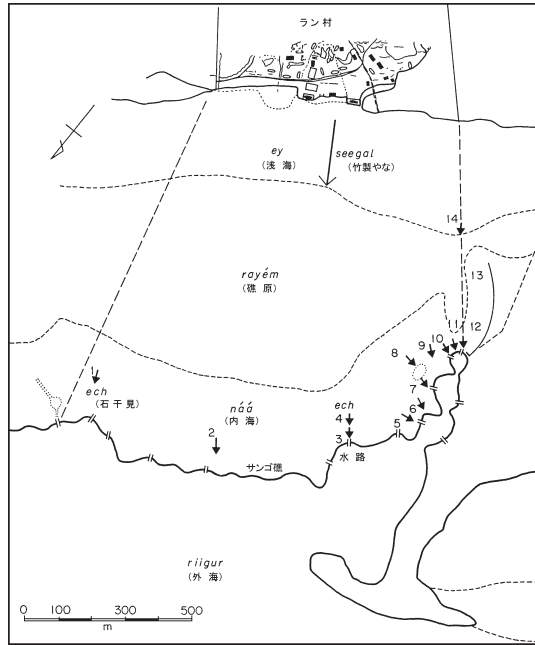 ラン村
ey
（浅海）
seegal
（竹製やな）
14
rayém
（礁原）
13
12
11
10
9
8
7
6
5
1
ech
（石干見）
náá
（内海）
2
ech
4
3
水路
サンゴ礁
riigur
（外海）
0 100 300 500
m